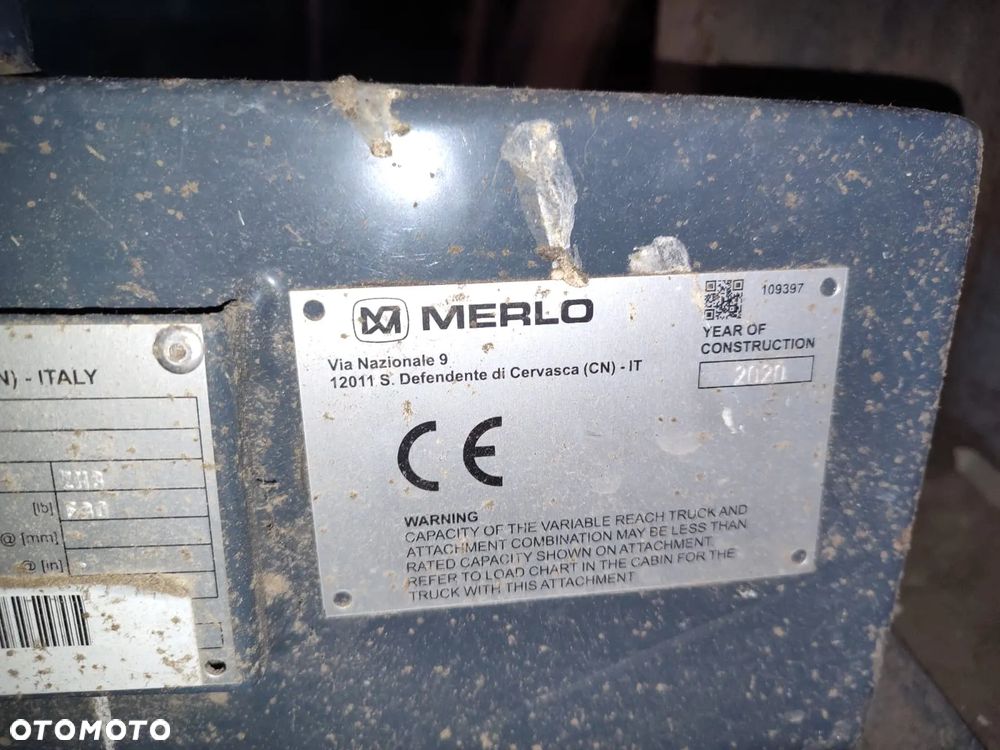 MERLO
109397
Via Nazionale 9
12011 S. Defendente di Cervasca (CN) - IT
YEAR OF
CONSTRUCTION
2020
CE
WARNING
CAPACITY OF THE VARIABLE REACH TRUCK AND
ATTACHMENT COMBINATION MAY BE LESS THAN
RATED CAPACITY SHOWN ON ATTACHMENT.
REFER TO LOAD CHART IN THE CABIN FOR THE
TRUCK WITH THIS ATTACHMENT
N) - ITALY
[lb]
@ [mm]
@ [in]
OTOMOTO